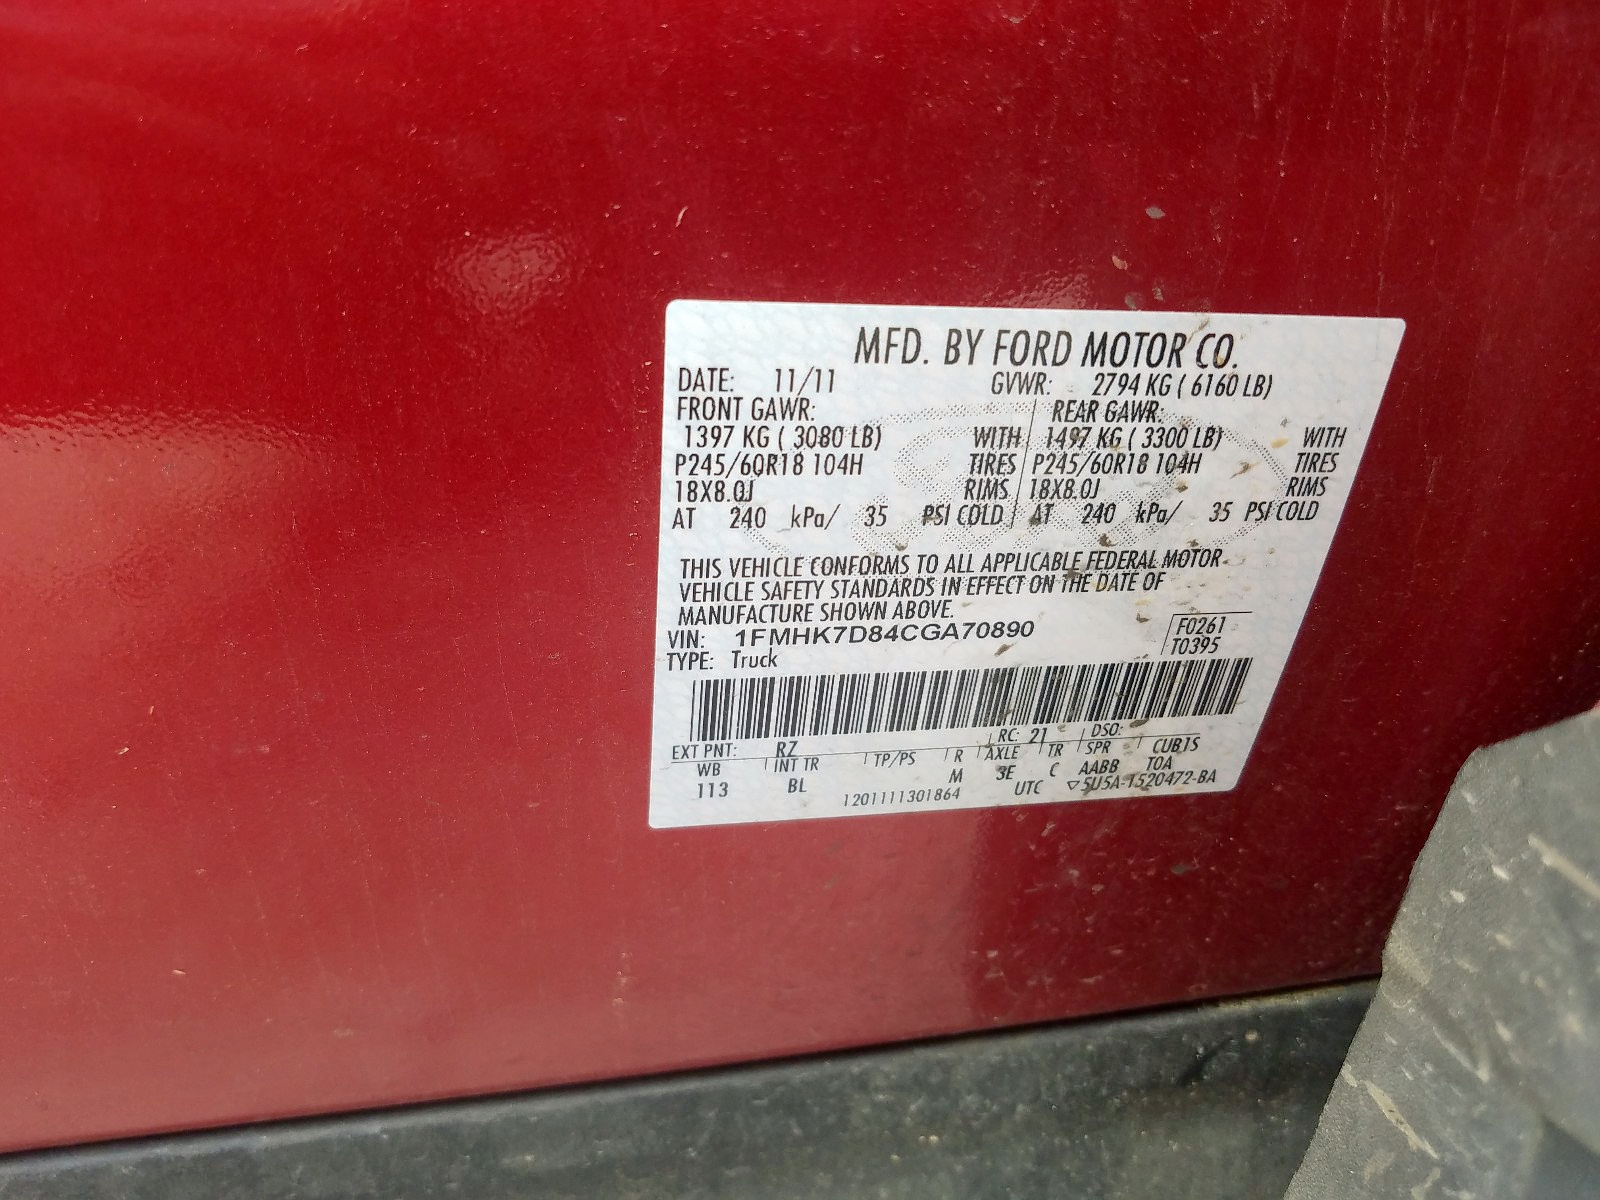 MFD. BY FORD MOTOR CO.
DATE: 11/11 GVWR: 2794 KG ( 6160 LB)
FRONT GAWR: REAR GAWR:
1397 KG ( 3080 LB) WITH 1497 KG ( 3300 LB) WITH
P245/60R18 104H TIRES P245/60R18 104H TIRES
18X8.0J RIMS 18X8.0J RIMS
AT 240 kPa/ 35 PSI COLD AT 240 kPa/ 35 PSI COLD
THIS VEHICLE CONFORMS TO ALL APPLICABLE FEDERAL MOTOR
VEHICLE SAFETY STANDARDS IN EFFECT ON THE DATE OF
MANUFACTURE SHOWN ABOVE.
VIN: 1FMHK7D84CGA70890 F0261
TYPE: Truck T0395
EXT PNT: RZ RC: 21 DSO:
WB INT TR TP/PS R AXLE TR SPR CUBTS
113 BL M 3E C AABB TOA
1201111301864 UTC ▽5U5A-1520472-BA